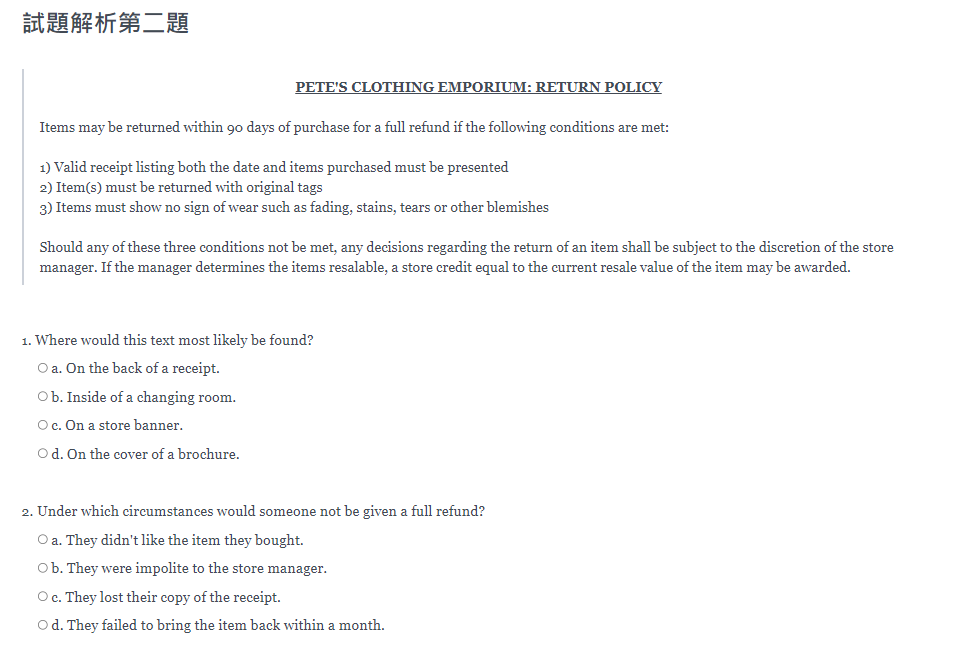 試題解析第二題
PETE'S CLOTHING EMPORIUM: RETURN POLICY
Items may be returned within 90 days of purchase for a full refund if the following conditions are met:
1) Valid receipt listing both the date and items purchased must be presented
2) Item(s) must be returned with original tags
3) Items must show no sign of wear such as fading, stains, tears or other blemishes
Should any of these three conditions not be met, any decisions regarding the return of an item shall be subject to the discretion of the store
manager. If the manager determines the items resalable, a store credit equal to the current resale value of the item may be awarded.
1. Where would this text most likely be found?
a. On the back of a receipt.
b. Inside of a changing room.
c. On a store banner.
d. On the cover of a brochure.
2. Under which circumstances would someone not be given a full refund?
a. They didn't like the item they bought.
b. They were impolite to the store manager.
c. They lost their copy of the receipt.
d. They failed to bring the item back within a month.